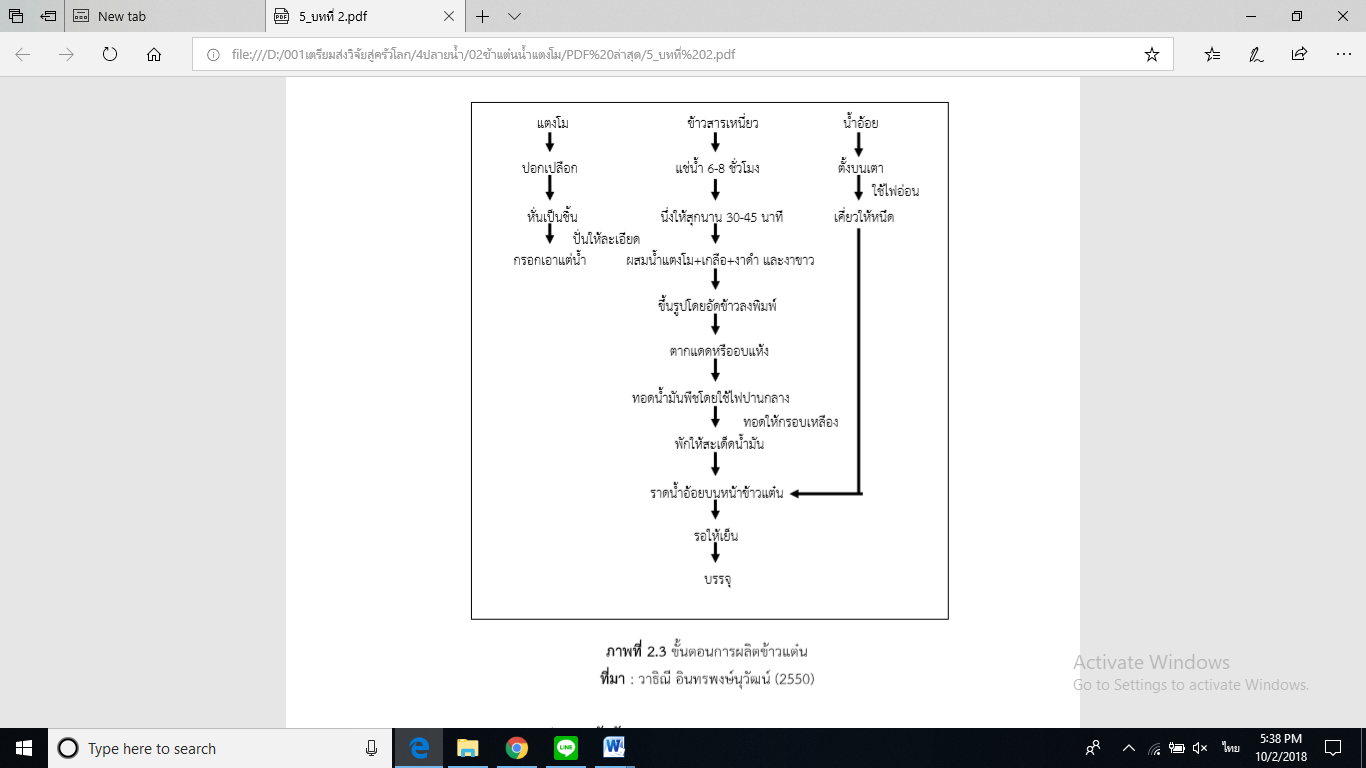 New tab
5_บทที่ 2.pdf
file:///D:/001เตรียมส่งวิจัยสู่ครัวโลก/4ปลายน้ำ/02ข้าแต๋นน้ำแตงโม/PDF%20ล่าสุด/5_บทที่%202.pdf
แตงโม
ข้าวสารเหนี่ยว
น้ำอ้อย
ปอกเปลือก
แช่น้ำ 6-8 ชั่วโมง
ตั้งบนเตา
ใช้ไฟอ่อน
หั่นเป็นชิ้น
นึ่งให้สุกนาน 30-45 นาที
เคี่ยวให้หนืด
ปั่นให้ละเอียด
กรอกเอาแต่น้ำ
ผสมน้ำแตงโม+เกลือ+งาดำ และงาขาว
ขึ้นรูปโดยอัดข้าวลงพิมพ์
ตากแดดหรืออบแห้ง
ทอดน้ำมันพืชโดยใช้ไฟปานกลาง
ทอดให้กรอบเหลือง
พักให้สะเด็ดน้ำมัน
ราดน้ำอ้อยบนหน้าข้าวแต๋น
รอให้เย็น
บรรจุ
ภาพที่ 2.3 ขั้นตอนการผลิตข้าวแต๋น
ที่มา : วาธิณี อินทรพงษ์นุวัฒน์ (2550)
Activate Windows
Go to Settings to activate Windows.
Type here to search
LINE
ไทย
5:38 PM
10/2/2018